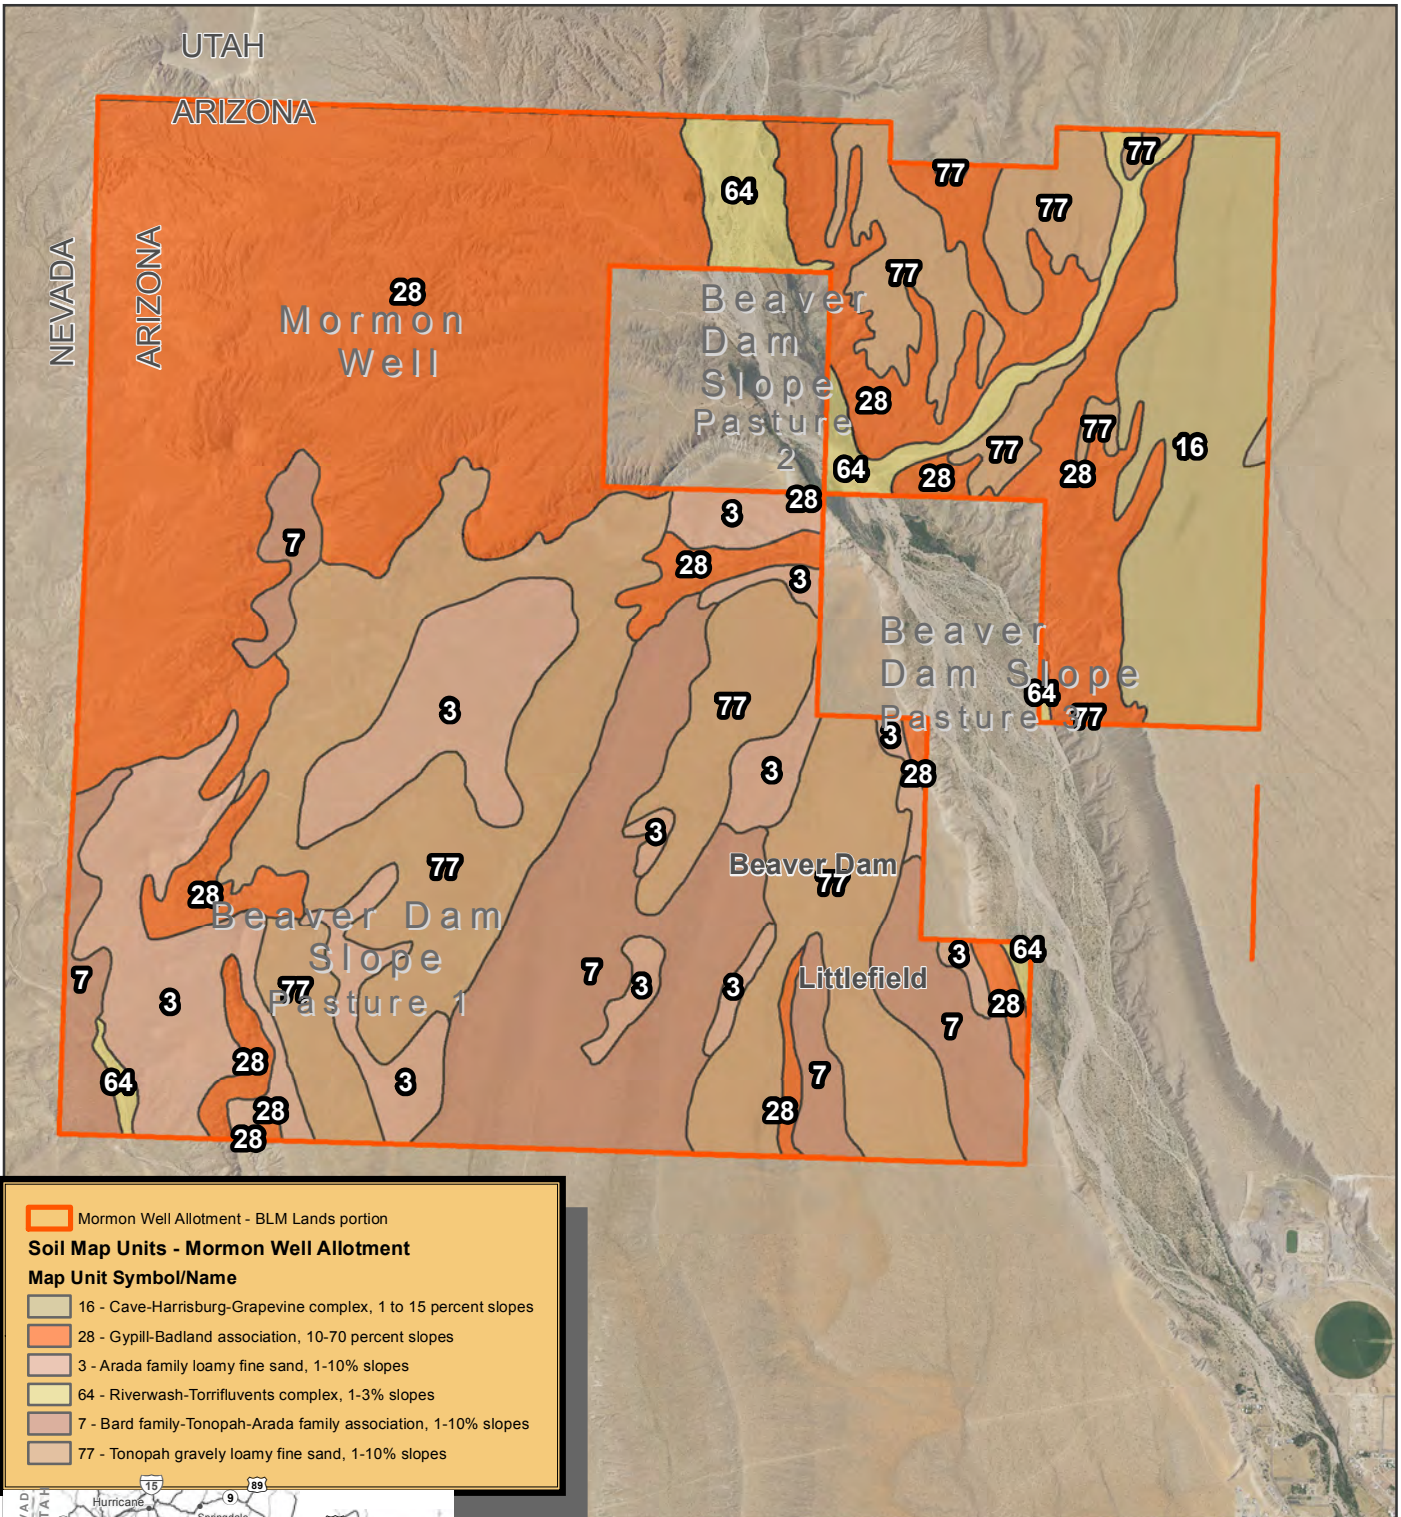 UTAH
ARIZONA
NEVADA
ARIZONA
77
77
64
77
77
28
Mormon
Well
Beaver
Dam
Slope
Pasture
2
28
77
77
16
64
28
28
28
3
7
28
3
Beaver
Dam Slope
Pasture 3
64
77
77
3
3
28
3
3
77
Beaver Dam
77
28
Beaver Dam
Slope
Pasture 1
77
7
3
7
3
3
Littlefield
3
64
28
7
28
64
3
7
28
28
28
Mormon Well Allotment - BLM Lands portion
Soil Map Units - Mormon Well Allotment
Map Unit Symbol/Name
16 - Cave-Harrisburg-Grapevine complex, 1 to 15 percent slopes
28 - Gypill-Badland association, 10-70 percent slopes
3 - Arada family loamy fine sand, 1-10% slopes
64 - Riverwash-Torrifluvents complex, 1-3% slopes
7 - Bard family-Tonopah-Arada family association, 1-10% slopes
77 - Tonopah gravely loamy fine sand, 1-10% slopes
15
89
Hurricane
9